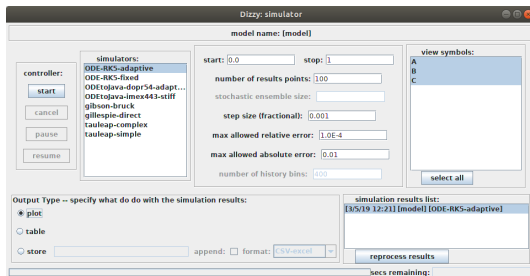 Dizzy: simulator
model name: [model]
controller:
start
cancel
pause
resume
simulators:
ODE-RK5-adaptive
ODE-RK5-fixed
ODEtoJava-dopr54-adapt...
ODEtoJava-imex443-stiff
gibson-bruck
gillespie-direct
tauleap-complex
tauleap-simple
start: 0.0 stop: 1
number of results points: 100
stochastic ensemble size:
step size (fractional): 0.001
max allowed relative error: 1.0E-4
max allowed absolute error: 0.01
number of history bins: 400
view symbols:
A
B
C
select all
Output Type -- specify what do do with the simulation results:
plot
table
store append: format: CSV-excel
simulation results list:
[3/5/19 12:21] [model] [ODE-RK5-adaptive]
reprocess results
secs remaining: